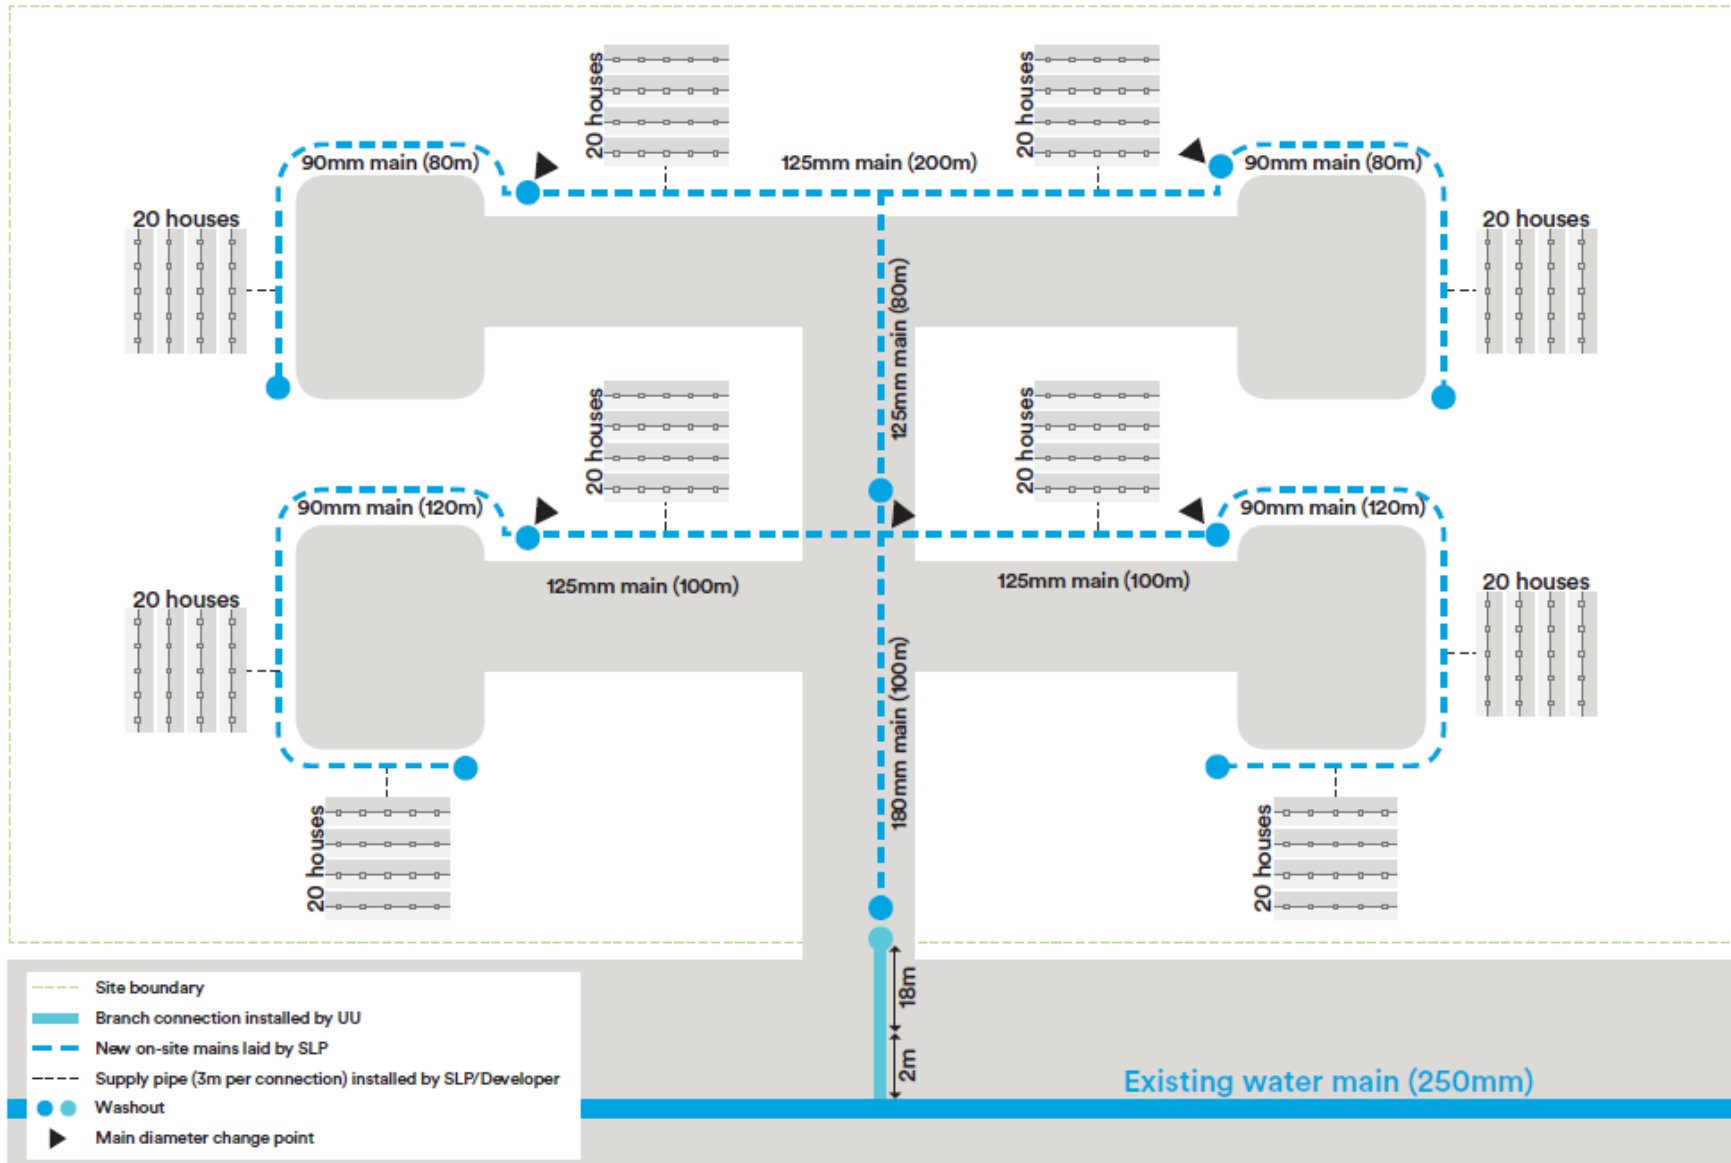 20 houses
20 houses
90mm main (80m)
125mm main (200m)
90mm main (80m)
20 houses
20 houses
125mm main (80m)
20 houses
20 houses
90mm main (120m)
90mm main (120m)
125mm main (100m)
125mm main (100m)
20 houses
20 houses
180mm main (100m)
20 houses
20 houses
18m
2m
Site boundary
Branch connection installed by UU
New on-site mains laid by SLP
Supply pipe (3m per connection) installed by SLP/Developer
Washout
Main diameter change point
Existing water main (250mm)